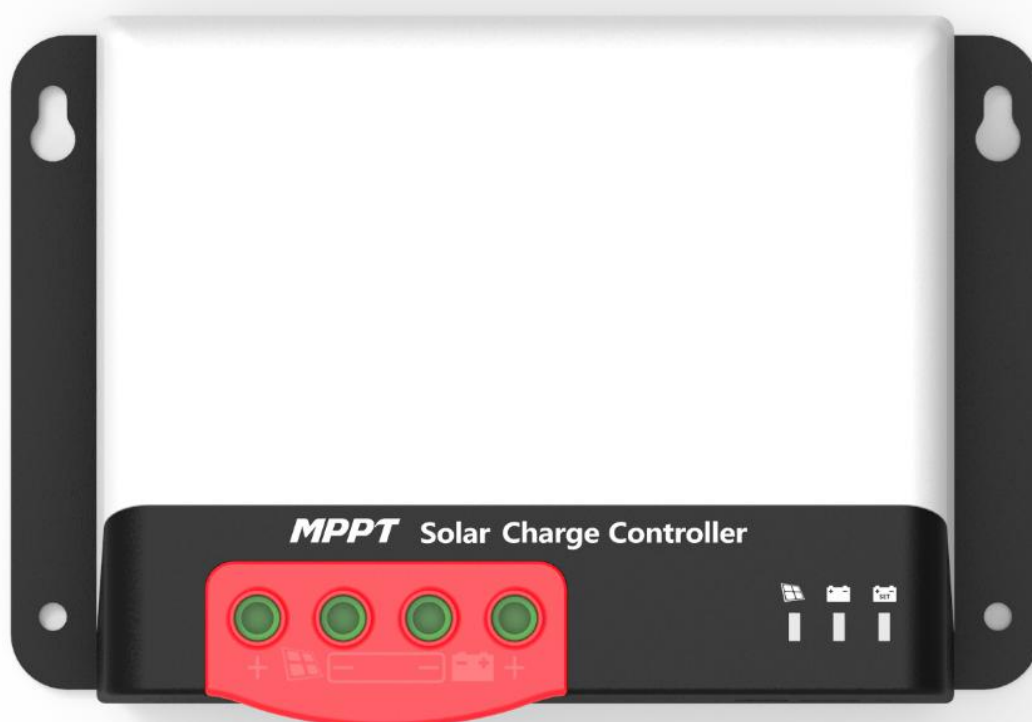 MPPT Solar Charge Controller
SET
+ - - +